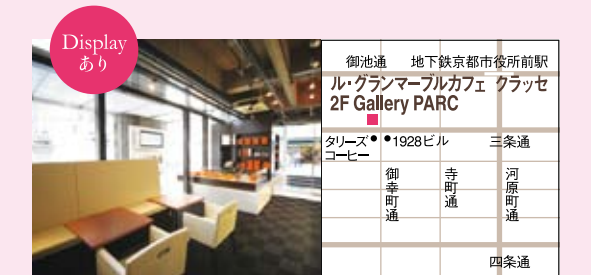 Display
あり
御池通
地下鉄京都市役所前駅
ル・グランマーブルカフェ クラッセ
2F Gallery PARC
タリーズ
コーヒー
1928ビル
三条通
御幸町通
寺町通
河原町通
四条通